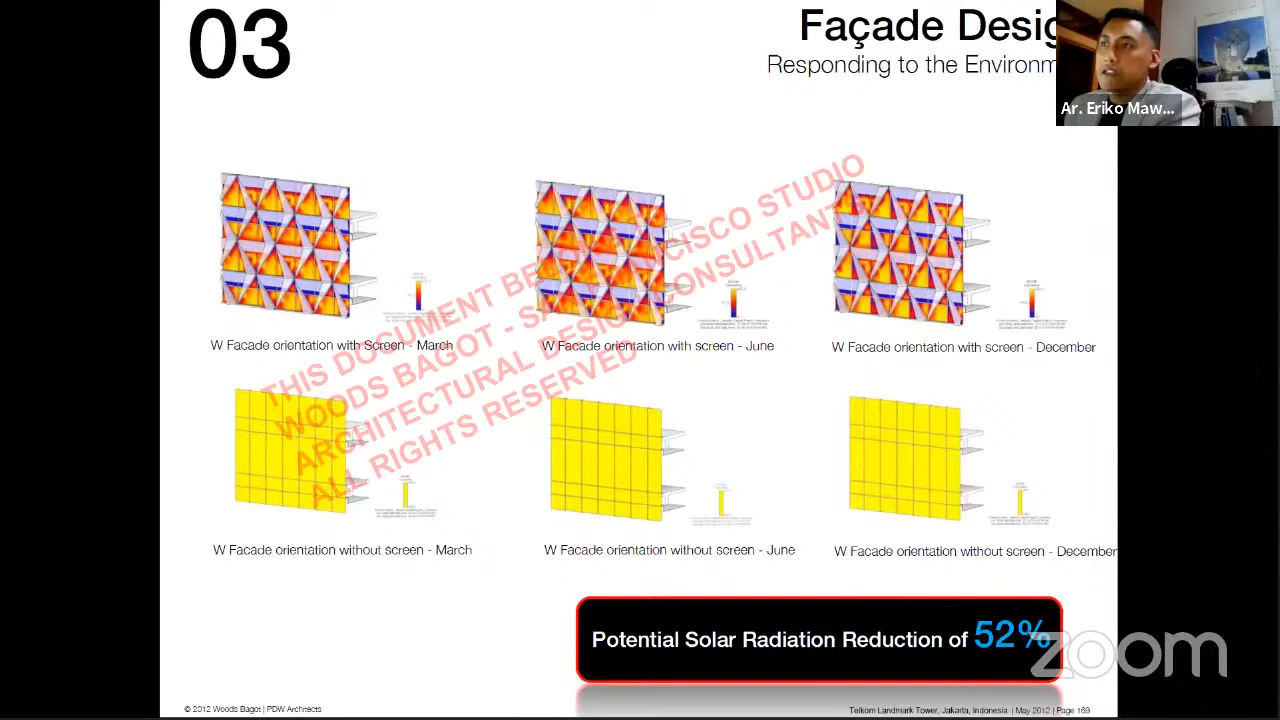 03
Façade Desig
Responding to the Environm
Ar. Eriko Maw...
THIS DOCUMENT BE
CISCO STUDIO
WOODS BAGOT - SA
ARCHITECTURAL DESIG
CONSULTANTS
ALL RIGHTS RESERVED
W Facade orientation with Screen - March
W Facade orientation with screen - June
W Facade orientation with screen - December
W Facade orientation without screen - March
W Facade orientation without screen - June
W Facade orientation without screen - December
Potential Solar Radiation Reduction of 52%
zoom
© 2012 Woods Bagot | PDW Architects
Telkom Landmark Tower, Jakarta, Indonesia | May 2012 | Page 169